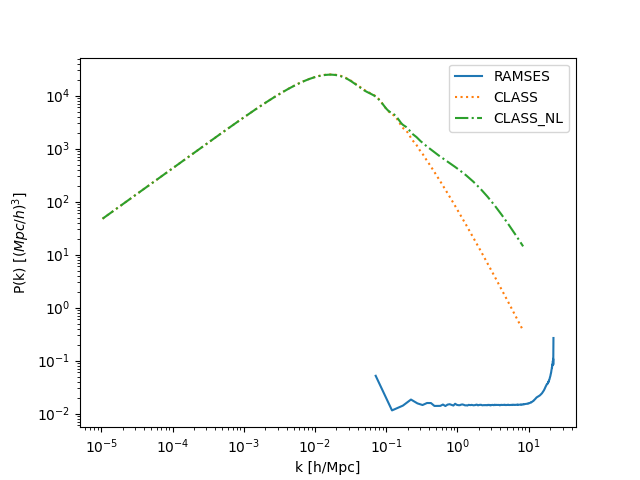 RAMSES
CLASS
CLASS_NL
P(k) [(Mpc/h)³]
10⁴
10³
10²
10¹
10⁰
10⁻¹
10⁻²
10⁻⁵ 10⁻⁴ 10⁻³ 10⁻² 10⁻¹ 10⁰ 10¹
k [h/Mpc]